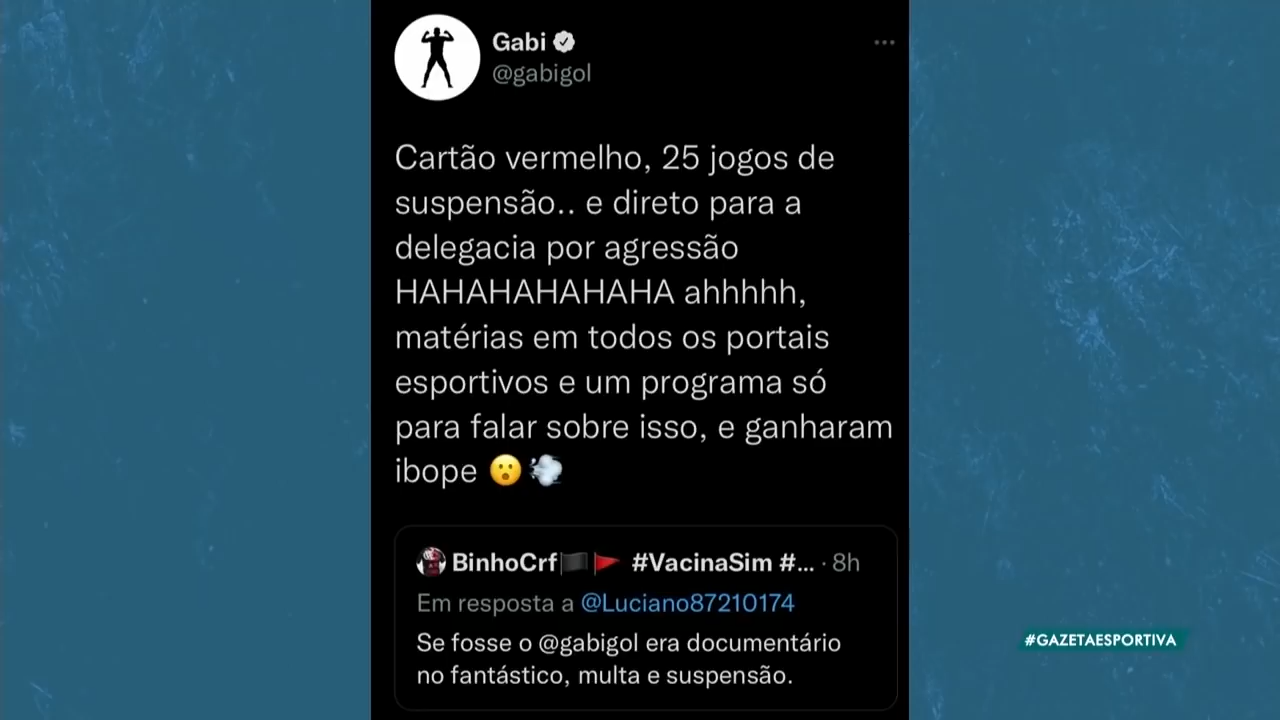 Gabi
@gabigol
Cartão vermelho, 25 jogos de
suspensão.. e direto para a
delegacia por agressão
HAHAHAHAHAHA ahhhhh,
matérias em todos os portais
esportivos e um programa só
para falar sobre isso, e ganharam
ibope 😮💨
BinhoCrf🏴🚩 #VacinaSim #... · 8h
Em resposta a @Luciano87210174
Se fosse o @gabigol era documentário
no fantástico, multa e suspensão.
#GAZETAESPORTIVA